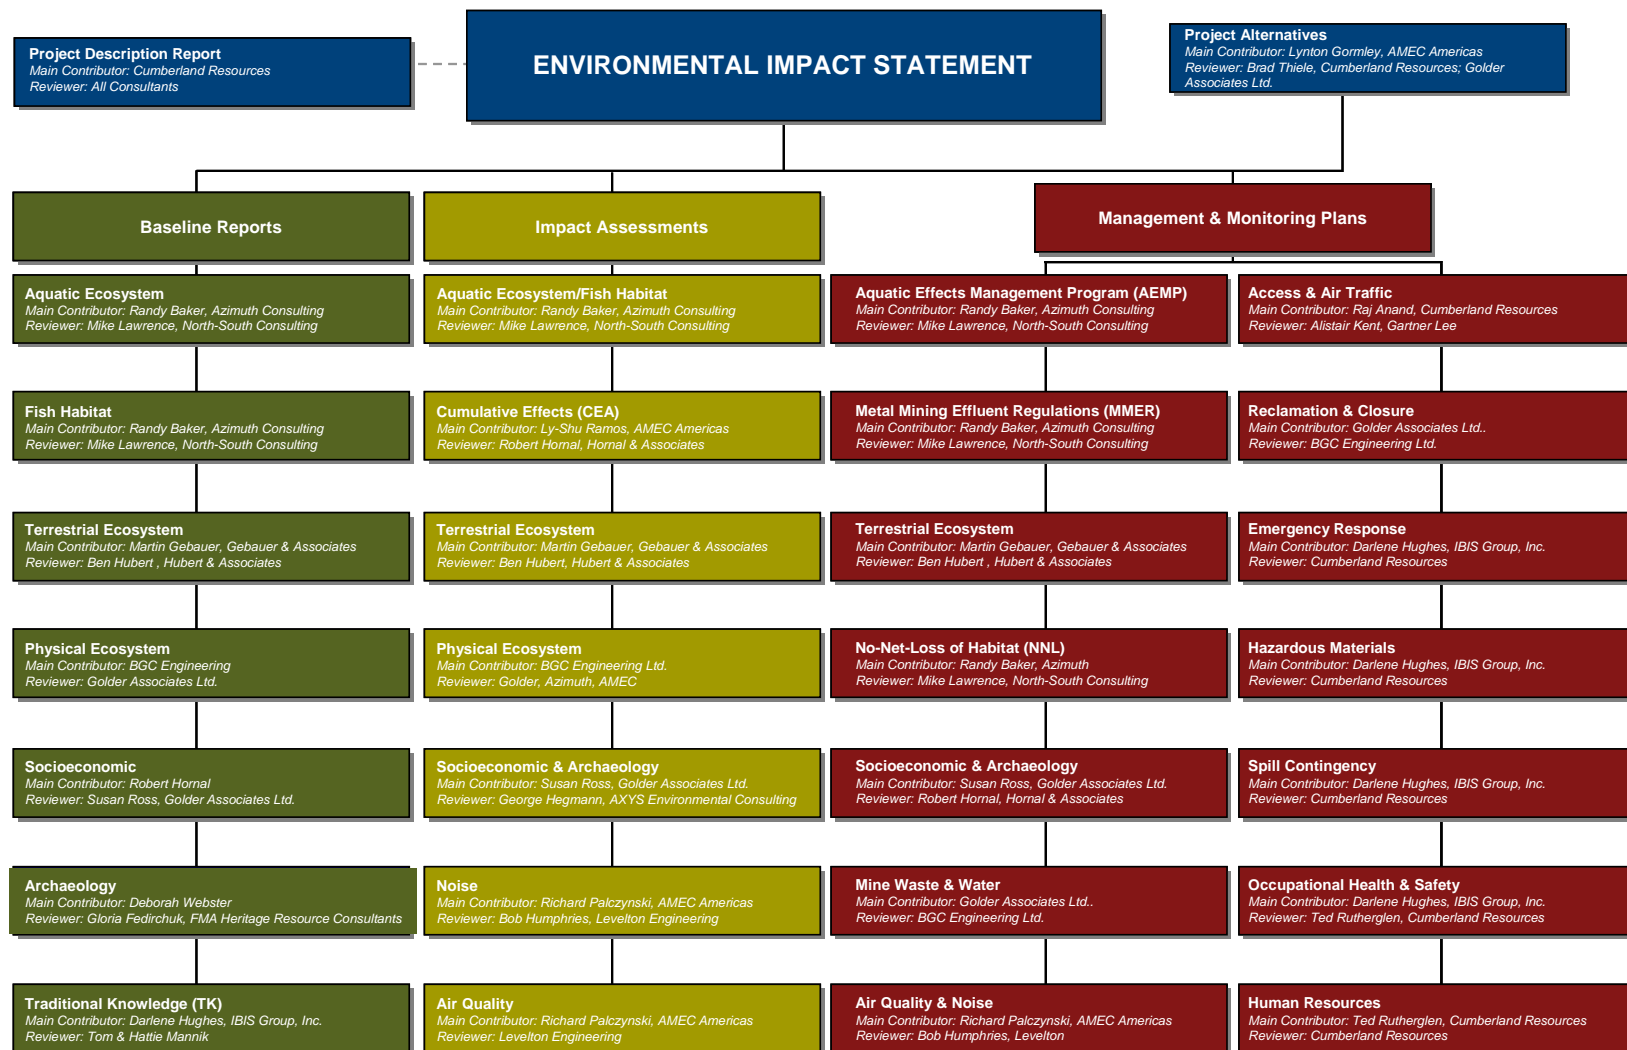 Project Description Report
Main Contributor: Cumberland Resources
Reviewer: All Consultants
ENVIRONMENTAL IMPACT STATEMENT
Project Alternatives
Main Contributor: Lynton Gormley, AMEC Americas
Reviewer: Brad Thiele, Cumberland Resources; Golder
Associates Ltd.
Baseline Reports
Aquatic Ecosystem
Main Contributor: Randy Baker, Azimuth Consulting
Reviewer: Mike Lawrence, North-South Consulting
Fish Habitat
Main Contributor: Randy Baker, Azimuth Consulting
Reviewer: Mike Lawrence, North-South Consulting
Terrestrial Ecosystem
Main Contributor: Martin Gebauer, Gebauer & Associates
Reviewer: Ben Hubert , Hubert & Associates
Physical Ecosystem
Main Contributor: BGC Engineering
Reviewer: Golder Associates Ltd.
Socioeconomic
Main Contributor: Robert Hornal
Reviewer: Susan Ross, Golder Associates Ltd.
Archaeology
Main Contributor: Deborah Webster
Reviewer: Gloria Fedirchuk, FMA Heritage Resource Consultants
Traditional Knowledge (TK)
Main Contributor: Darlene Hughes, IBIS Group, Inc.
Reviewer: Tom & Hattie Mannik
Impact Assessments
Aquatic Ecosystem/Fish Habitat
Main Contributor: Randy Baker, Azimuth Consulting
Reviewer: Mike Lawrence, North-South Consulting
Cumulative Effects (CEA)
Main Contributor: Ly-Shu Ramos, AMEC Americas
Reviewer: Robert Hornal, Hornal & Associates
Terrestrial Ecosystem
Main Contributor: Martin Gebauer, Gebauer & Associates
Reviewer: Ben Hubert, Hubert & Associates
Physical Ecosystem
Main Contributor: BGC Engineering Ltd.
Reviewer: Golder, Azimuth, AMEC
Socioeconomic & Archaeology
Main Contributor: Susan Ross, Golder Associates Ltd.
Reviewer: George Hegmann, AXYS Environmental Consulting
Noise
Main Contributor: Richard Palczynski, AMEC Americas
Reviewer: Bob Humphries, Levelton Engineering
Air Quality
Main Contributor: Richard Palczynski, AMEC Americas
Reviewer: Levelton Engineering
Management & Monitoring Plans
Aquatic Effects Management Program (AEMP)
Main Contributor: Randy Baker, Azimuth Consulting
Reviewer: Mike Lawrence, North-South Consulting
Metal Mining Effluent Regulations (MMER)
Main Contributor: Randy Baker, Azimuth Consulting
Reviewer: Mike Lawrence, North-South Consulting
Terrestrial Ecosystem
Main Contributor: Martin Gebauer, Gebauer & Associates
Reviewer: Ben Hubert , Hubert & Associates
No-Net-Loss of Habitat (NNL)
Main Contributor: Randy Baker, Azimuth
Reviewer: Mike Lawrence, North-South Consulting
Socioeconomic & Archaeology
Main Contributor: Susan Ross, Golder Associates Ltd.
Reviewer: Robert Hornal, Hornal & Associates
Mine Waste & Water
Main Contributor: Golder Associates Ltd..
Reviewer: BGC Engineering Ltd.
Air Quality & Noise
Main Contributor: Richard Palczynski, AMEC Americas
Reviewer: Bob Humphries, Levelton
Access & Air Traffic
Main Contributor: Raj Anand, Cumberland Resources
Reviewer: Alistair Kent, Gartner Lee
Reclamation & Closure
Main Contributor: Golder Associates Ltd..
Reviewer: BGC Engineering Ltd.
Emergency Response
Main Contributor: Darlene Hughes, IBIS Group, Inc.
Reviewer: Cumberland Resources
Hazardous Materials
Main Contributor: Darlene Hughes, IBIS Group, Inc.
Reviewer: Cumberland Resources
Spill Contingency
Main Contributor: Darlene Hughes, IBIS Group, Inc.
Reviewer: Cumberland Resources
Occupational Health & Safety
Main Contributor: Darlene Hughes, IBIS Group, Inc.
Reviewer: Ted Rutherglen, Cumberland Resources
Human Resources
Main Contributor: Ted Rutherglen, Cumberland Resources
Reviewer: Cumberland Resources